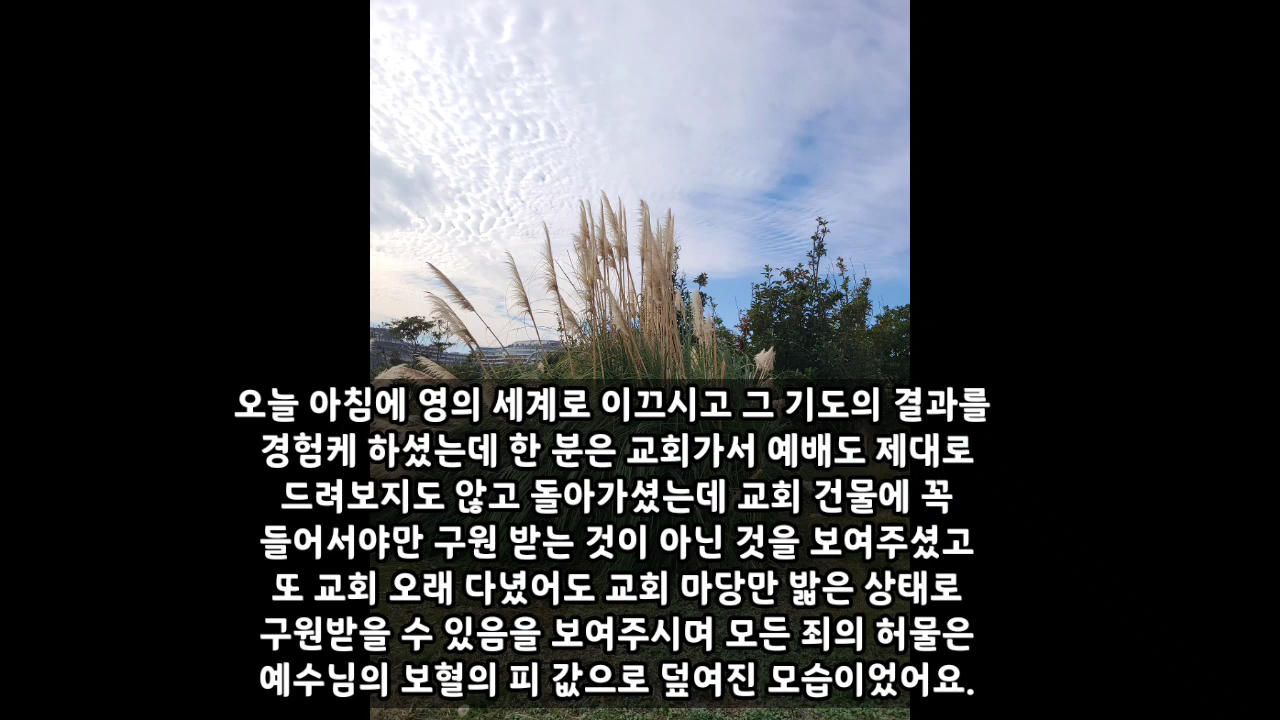 오늘 아침에 영의 세계로 이끄시고 그 기도의 결과를
경험케 하셨는데 한 분은 교회가서 예배도 제대로
드려보지도 않고 돌아가셨는데 교회 건물에 꼭
들어서야만 구원 받는 것이 아닌 것을 보여주셨고
또 교회 오래 다녔어도 교회 마당만 밟은 상태로
구원받을 수 있음을 보여주시며 모든 죄의 허물은
예수님의 보혈의 피 값으로 덮여진 모습이었어요.